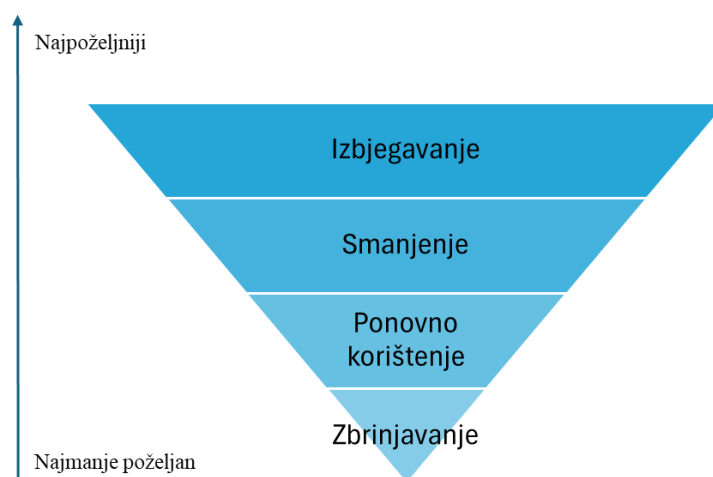 Najpoželjniji
Izbjegavanje
Smanjenje
Ponovno
korištenje
Zbrinjavanje
Najmanje poželjan